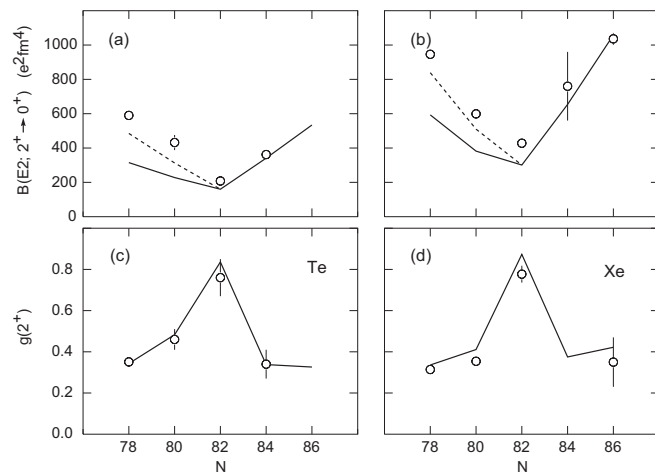 (a)
(b)
B(E2; 2⁺ → 0⁺) (e²fm⁴)
1000
800
600
400
200
0
(c)
Te
(d)
Xe
g(2⁺)
0.8
0.6
0.4
0.2
0.0
78 80 82 84 86
78 80 82 84 86
N
N